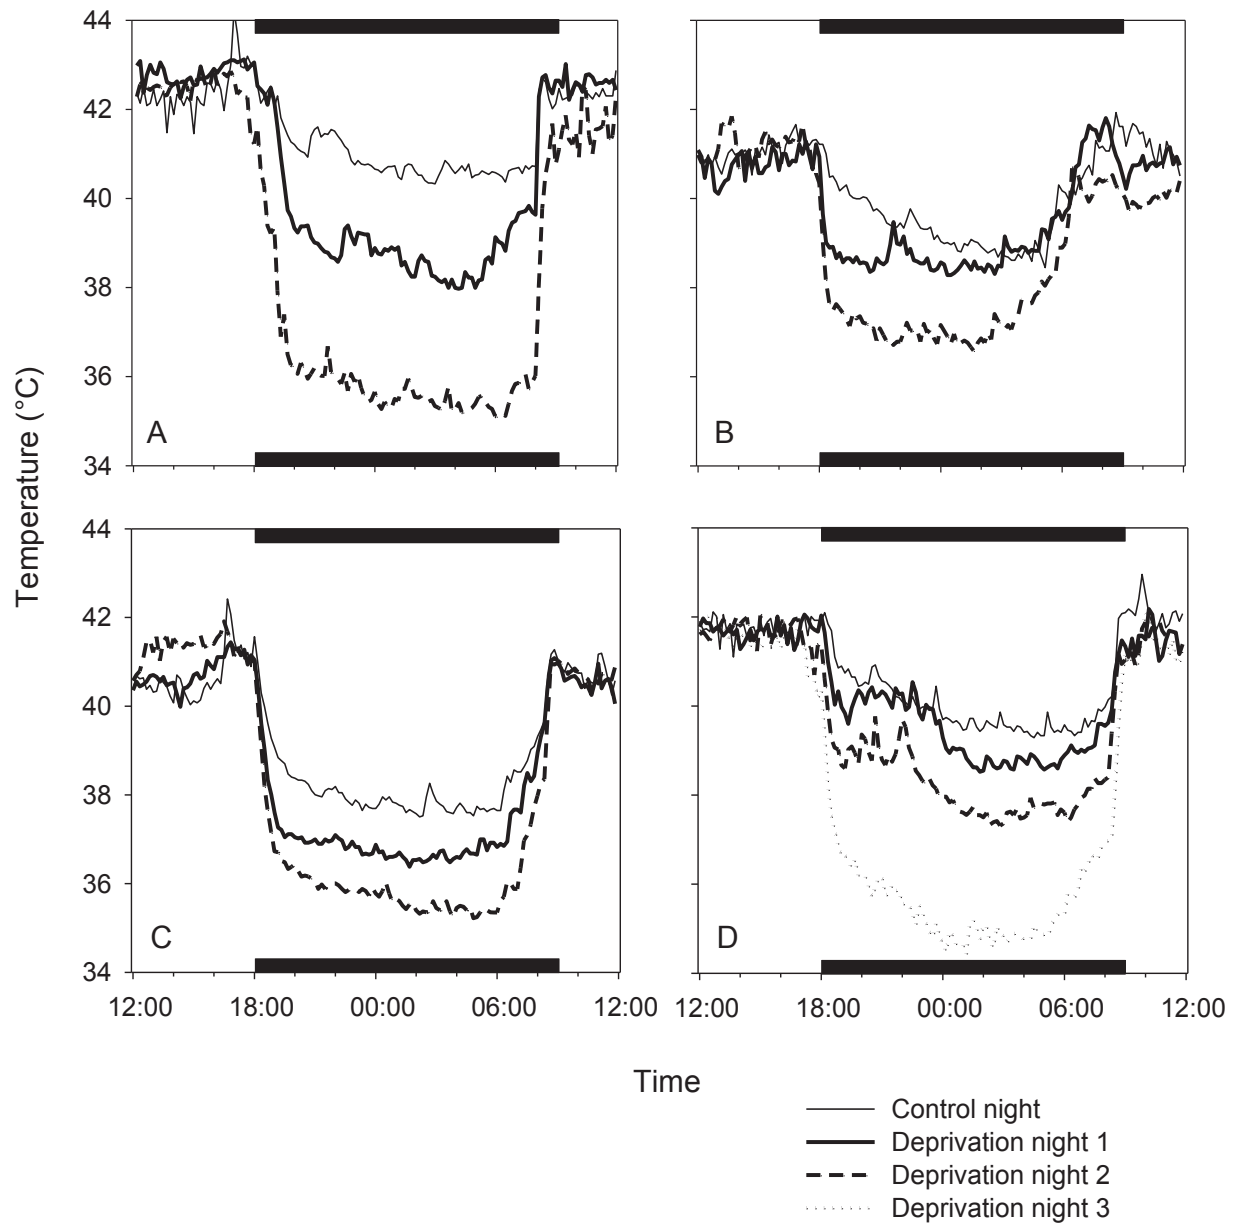 44
42
40
38
36
34
A
B
44
42
40
38
36
34
C
D
12:00 18:00 00:00 06:00 12:00
12:00 18:00 00:00 06:00 12:00
Temperature (°C)
Time
Control night
Deprivation night 1
Deprivation night 2
Deprivation night 3